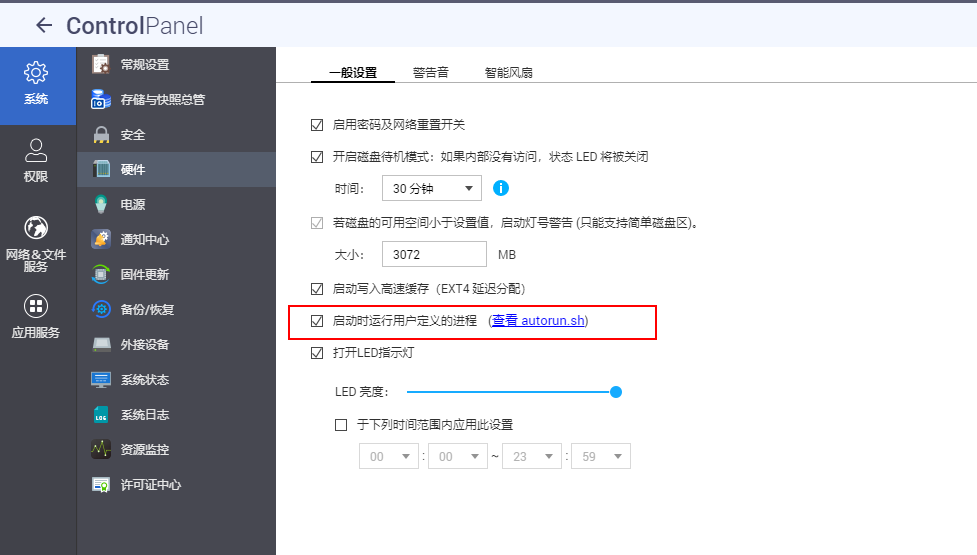 ControlPanel
系统
权限
网络＆文件
服务
应用服务
常规设置
存储与快照总管
安全
硬件
电源
通知中心
固件更新
备份/恢复
外接设备
系统状态
LOG
系统日志
资源监控
许可证中心
一般设置 警告音 智能风扇
启用密码及网络重置开关
开启磁盘待机模式：如果内部没有访问，状态 LED 将被关闭
时间： 30 分钟 i
若磁盘的可用空间小于设置值，启动灯号警告 (只能支持简单磁盘区)。
大小： 3072 MB
启动写入高速缓存（EXT4 延迟分配）
启动时运行用户定义的进程 (查看 autorun.sh)
打开LED指示灯
LED 亮度：
于下列时间范围内应用此设置
00 : 00 ~ 23 : 59